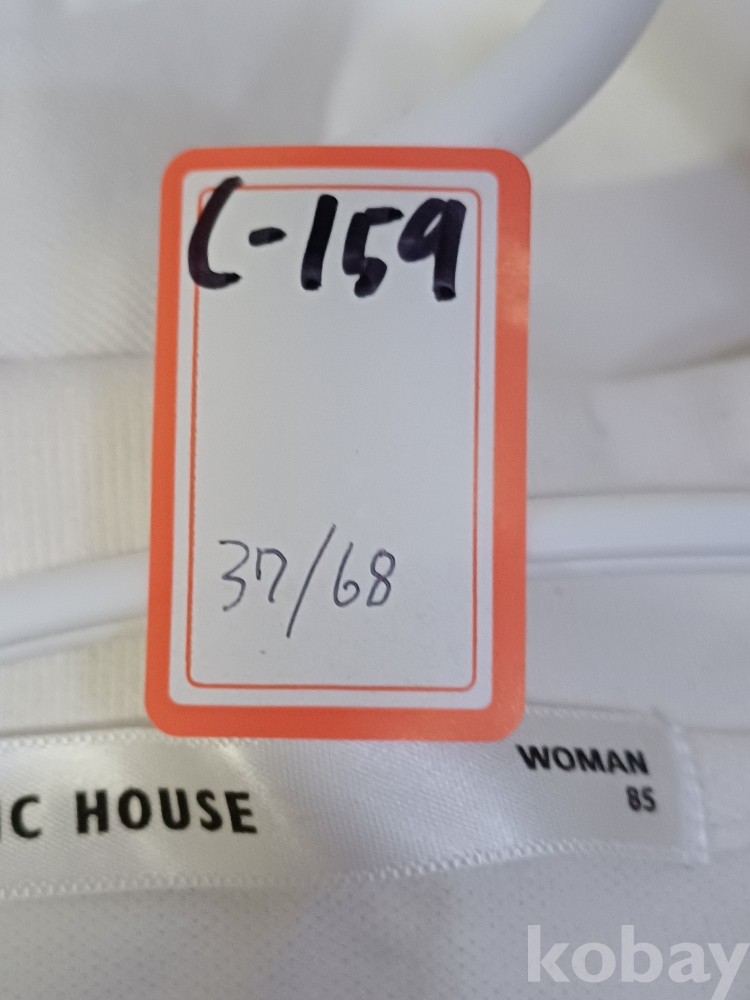 C-159
37/68
IC HOUSE
WOMAN
85
kobay